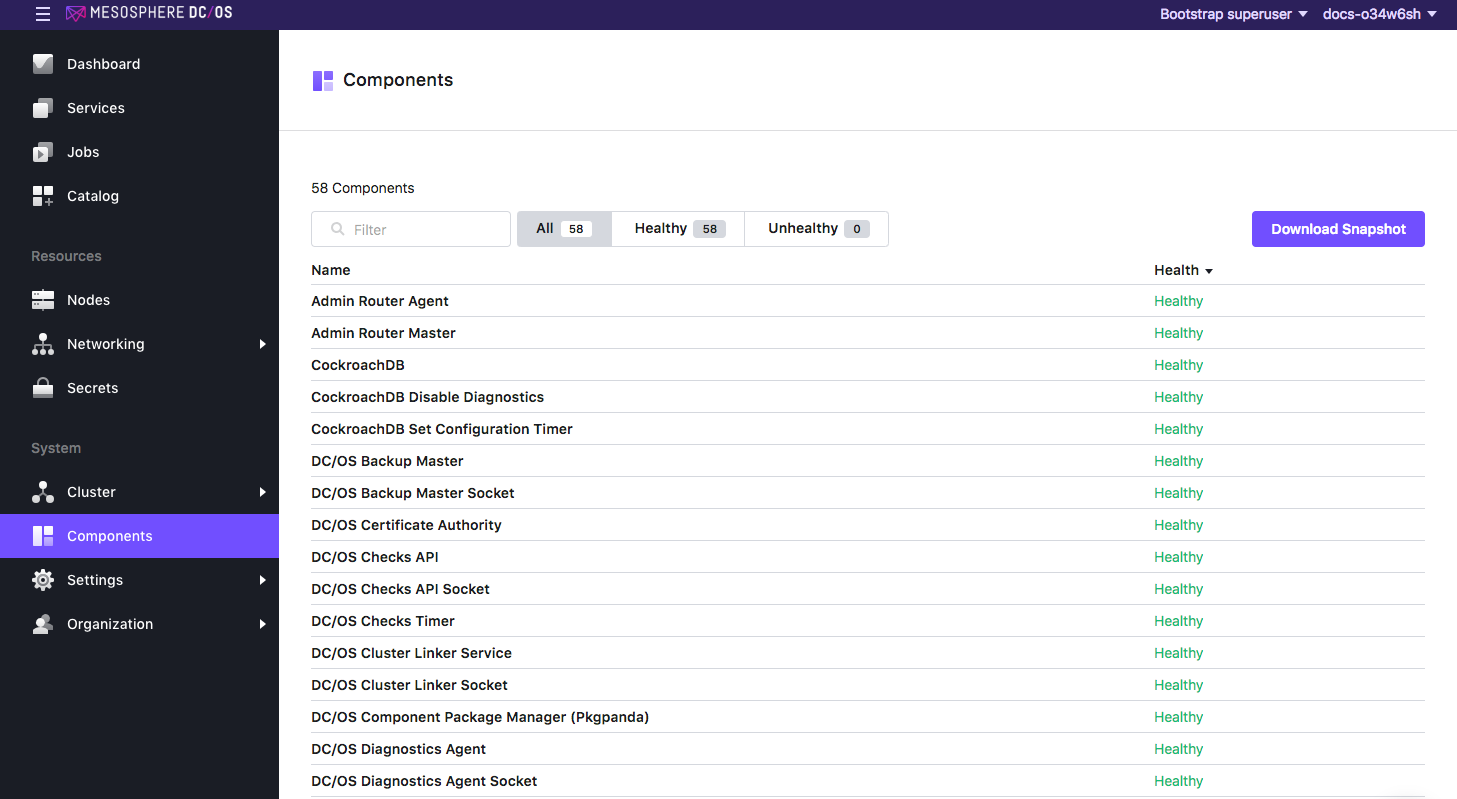 MESOSPHERE DC/OS
Bootstrap superuser
docs-o34w6sh
Dashboard
Services
Jobs
Catalog
Resources
Nodes
Networking
Secrets
System
Cluster
Components
Settings
Organization
Components
58 Components
Filter
All 58
Healthy 58
Unhealthy 0
Download Snapshot
Name Health
Admin Router Agent Healthy
Admin Router Master Healthy
CockroachDB Healthy
CockroachDB Disable Diagnostics Healthy
CockroachDB Set Configuration Timer Healthy
DC/OS Backup Master Healthy
DC/OS Backup Master Socket Healthy
DC/OS Certificate Authority Healthy
DC/OS Checks API Healthy
DC/OS Checks API Socket Healthy
DC/OS Checks Timer Healthy
DC/OS Cluster Linker Service Healthy
DC/OS Cluster Linker Socket Healthy
DC/OS Component Package Manager (Pkgpanda) Healthy
DC/OS Diagnostics Agent Healthy
DC/OS Diagnostics Agent Socket Healthy